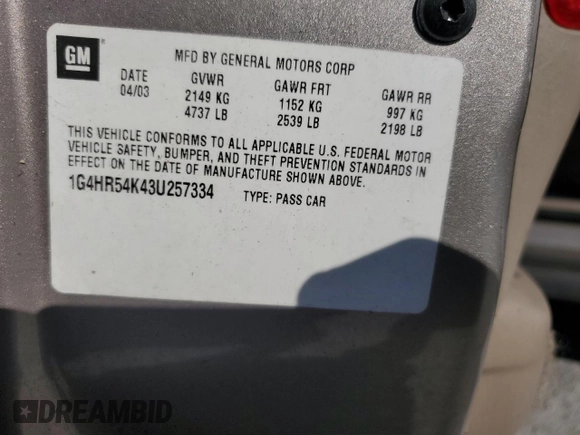 GM
MFD BY GENERAL MOTORS CORP
DATE GVWR GAWR FRT GAWR RR
04/03 2149 KG 1152 KG 997 KG
4737 LB 2539 LB 2198 LB
THIS VEHICLE CONFORMS TO ALL APPLICABLE U.S. FEDERAL MOTOR
VEHICLE SAFETY, BUMPER, AND THEFT PREVENTION STANDARDS IN
EFFECT ON THE DATE OF MANUFACTURE SHOWN ABOVE.
1G4HR54K43U257334 TYPE: PASS CAR
DREAMBID